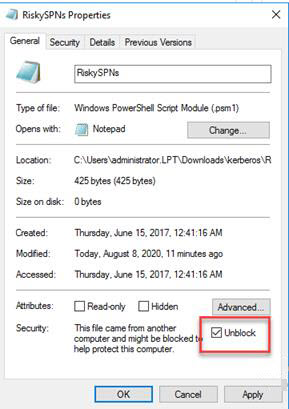 RiskySPNs Properties
General Security Details Previous Versions
RiskySPNs
Type of file: Windows PowerShell Script Module (.psm1)
Opens with: Notepad Change...
Location: C:\Users\administrator.LPT\Downloads\kerberos\R
Size: 425 bytes (425 bytes)
Size on disk: 0 bytes
Created: Thursday, June 15, 2017, 12:41:16 AM
Modified: Today, August 8, 2020, 11 minutes ago
Accessed: Thursday, June 15, 2017, 12:41:16 AM
Attributes: Read-only Hidden Advanced...
Security: This file came from another Unblock
computer and might be blocked to
help protect this computer.
OK Cancel Apply